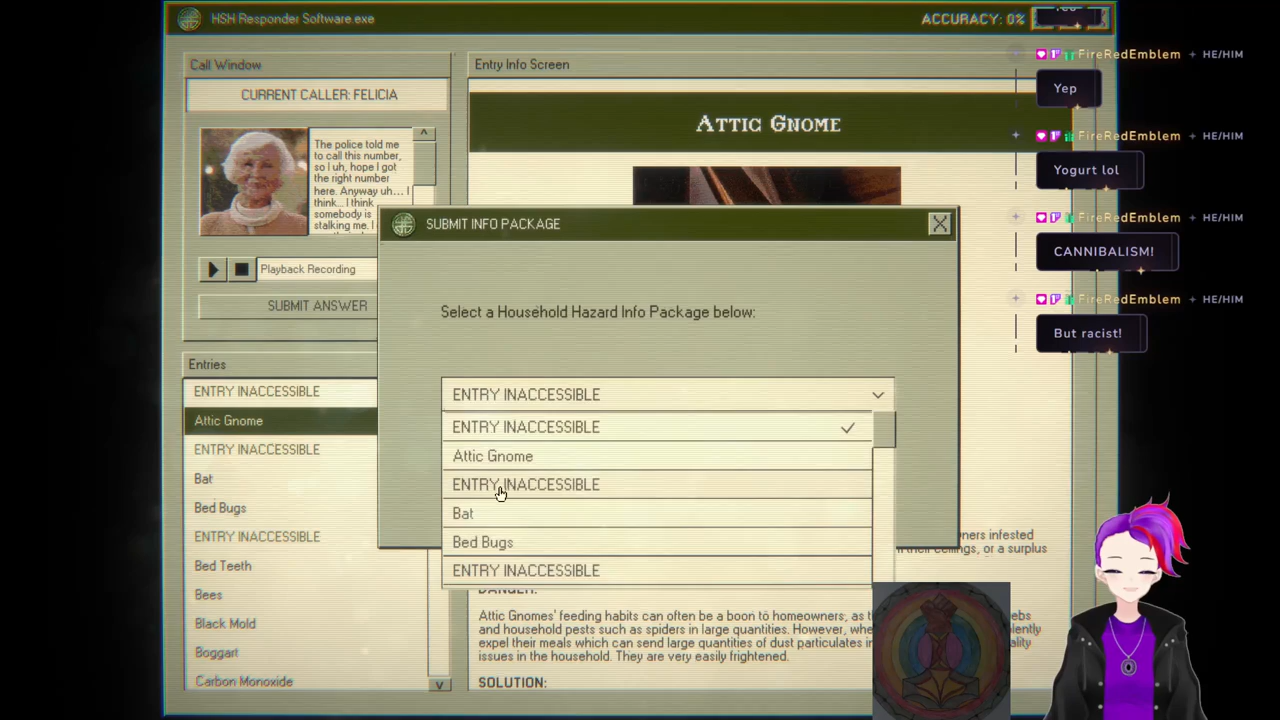 HSH Responder Software.exe
ACCURACY: 0%
Call Window
CURRENT CALLER: FELICIA
The police told me
to call this number,
so I uh, hope I got
the right number
here. Anyway uh... I
think... I think
somebody is
stalking me. I
Playback Recording
SUBMIT ANSWER
Entries
ENTRY INACCESSIBLE
Attic Gnome
ENTRY INACCESSIBLE
Bat
Bed Bugs
ENTRY INACCESSIBLE
Bed Teeth
Bees
Black Mold
Boggart
Carbon Monoxide
Entry Info Screen
ATTIC GNOME
SUBMIT INFO PACKAGE
Select a Household Hazard Info Package below:
ENTRY INACCESSIBLE
ENTRY INACCESSIBLE
Attic Gnome
ENTRY INACCESSIBLE
Bat
Bed Bugs
ENTRY INACCESSIBLE
owners infested
their ceilings, or a surplus
DANGER:
Attic Gnomes' feeding habits can often be a boon to homeowners, as
and household pests such as spiders in large quantities. However,
expel their meals which can send large quantities of dust particulates
issues in the household. They are very easily frightened.
SOLUTION:
FireRedEmblem + HE/HIM
Yep
FireRedEmblem + HE/HIM
Yogurt lol
FireRedEmblem + HE/HIM
CANNIBALISM!
FireRedEmblem + HE/HIM
But racist!